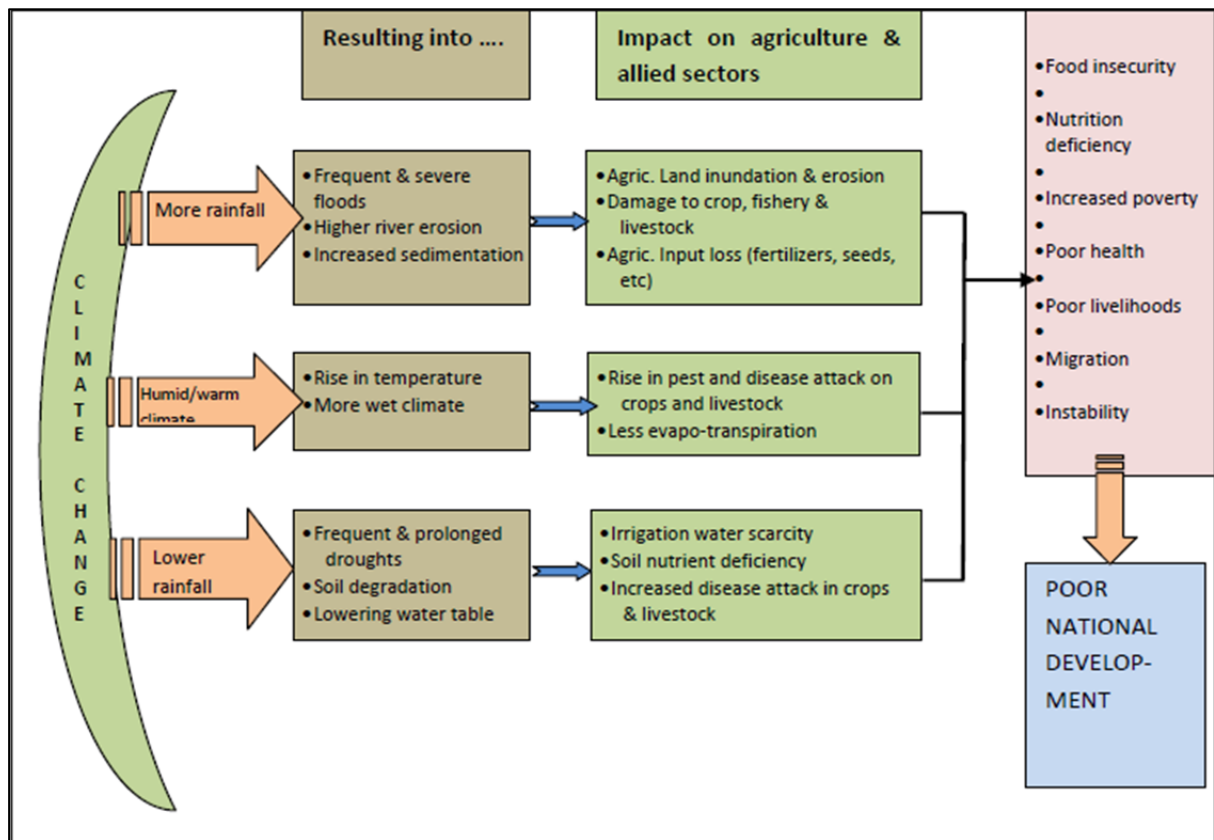 Resulting into ....
Impact on agriculture &
allied sectors
•Food insecurity
•
•Nutrition
deficiency
•
•Increased poverty
•
•Poor health
•
•Poor livelihoods
•
•Migration
•
•Instability
CLIMATE CHANGE
More rainfall
•Frequent & severe
floods
•Higher river erosion
•Increased sedimentation
•Agric. Land inundation & erosion
•Damage to crop, fishery &
livestock
•Agric. Input loss (fertilizers, seeds,
etc)
Humid/warm
climate
•Rise in temperature
•More wet climate
•Rise in pest and disease attack on
crops and livestock
•Less evapo-transpiration
Lower
rainfall
•Frequent & prolonged
droughts
•Soil degradation
•Lowering water table
•Irrigation water scarcity
•Soil nutrient deficiency
•Increased disease attack in crops
& livestock
POOR
NATIONAL
DEVELOP-
MENT